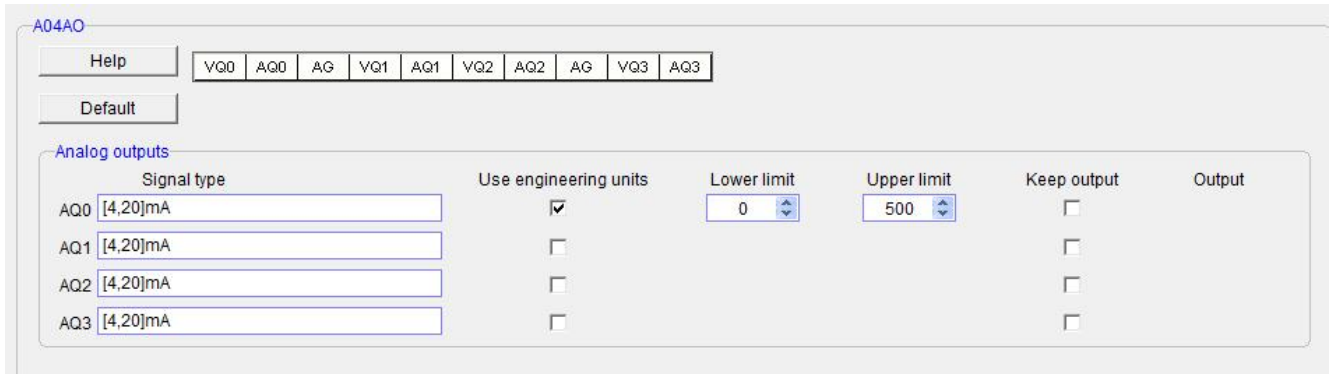 A04AO
Help
VQ0 AQ0 AG VQ1 AQ1 VQ2 AQ2 AG VQ3 AQ3
Default
Analog outputs
Signal type Use engineering units Lower limit Upper limit Keep output Output
AQ0 [4,20]mA 0 500
AQ1 [4,20]mA
AQ2 [4,20]mA
AQ3 [4,20]mA